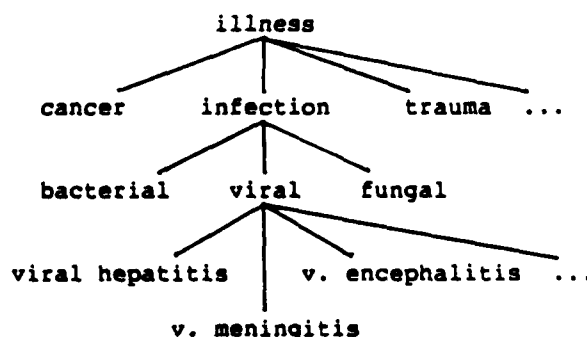 illness
cancer infection trauma ...
bacterial viral fungal
viral hepatitis v. encephalitis ...
v. meningitis